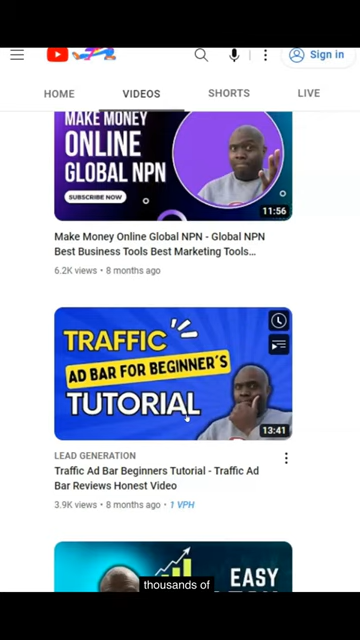 Sign in
HOME
VIDEOS
SHORTS
LIVE
MAKE MONEY
ONLINE
GLOBAL NPN
SUBSCRIBE NOW
11:56
Make Money Online Global NPN - Global NPN
Best Business Tools Best Marketing Tools...
6.2K views • 8 months ago
TRAFFIC
AD BAR FOR BEGINNER'S
TUTORIAL
13:41
LEAD GENERATION
Traffic Ad Bar Beginners Tutorial - Traffic Ad
Bar Reviews Honest Video
3.9K views • 8 months ago • 1 VPH
EASY
thousands of